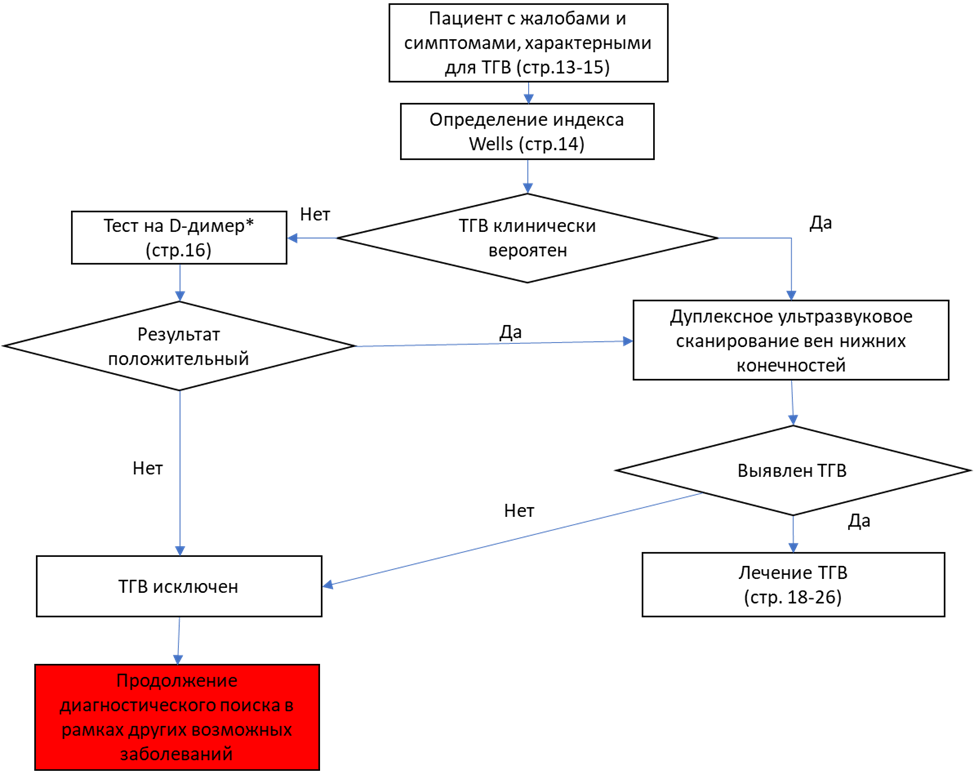 Пациент с жалобами и
симптомами, характерными
для ТГВ (стр.13-15)
Определение индекса
Wells (стр.14)
ТГВ клинически
вероятен
Нет
Да
Тест на D-димер*
(стр.16)
Результат
положительный
Да
Дуплексное ультразвуковое
сканирование вен нижних
конечностей
Нет
Выявлен ТГВ
Нет
Да
ТГВ исключен
Лечение ТГВ
(стр. 18-26)
Продолжение
диагностического поиска в
рамках других возможных
заболеваний